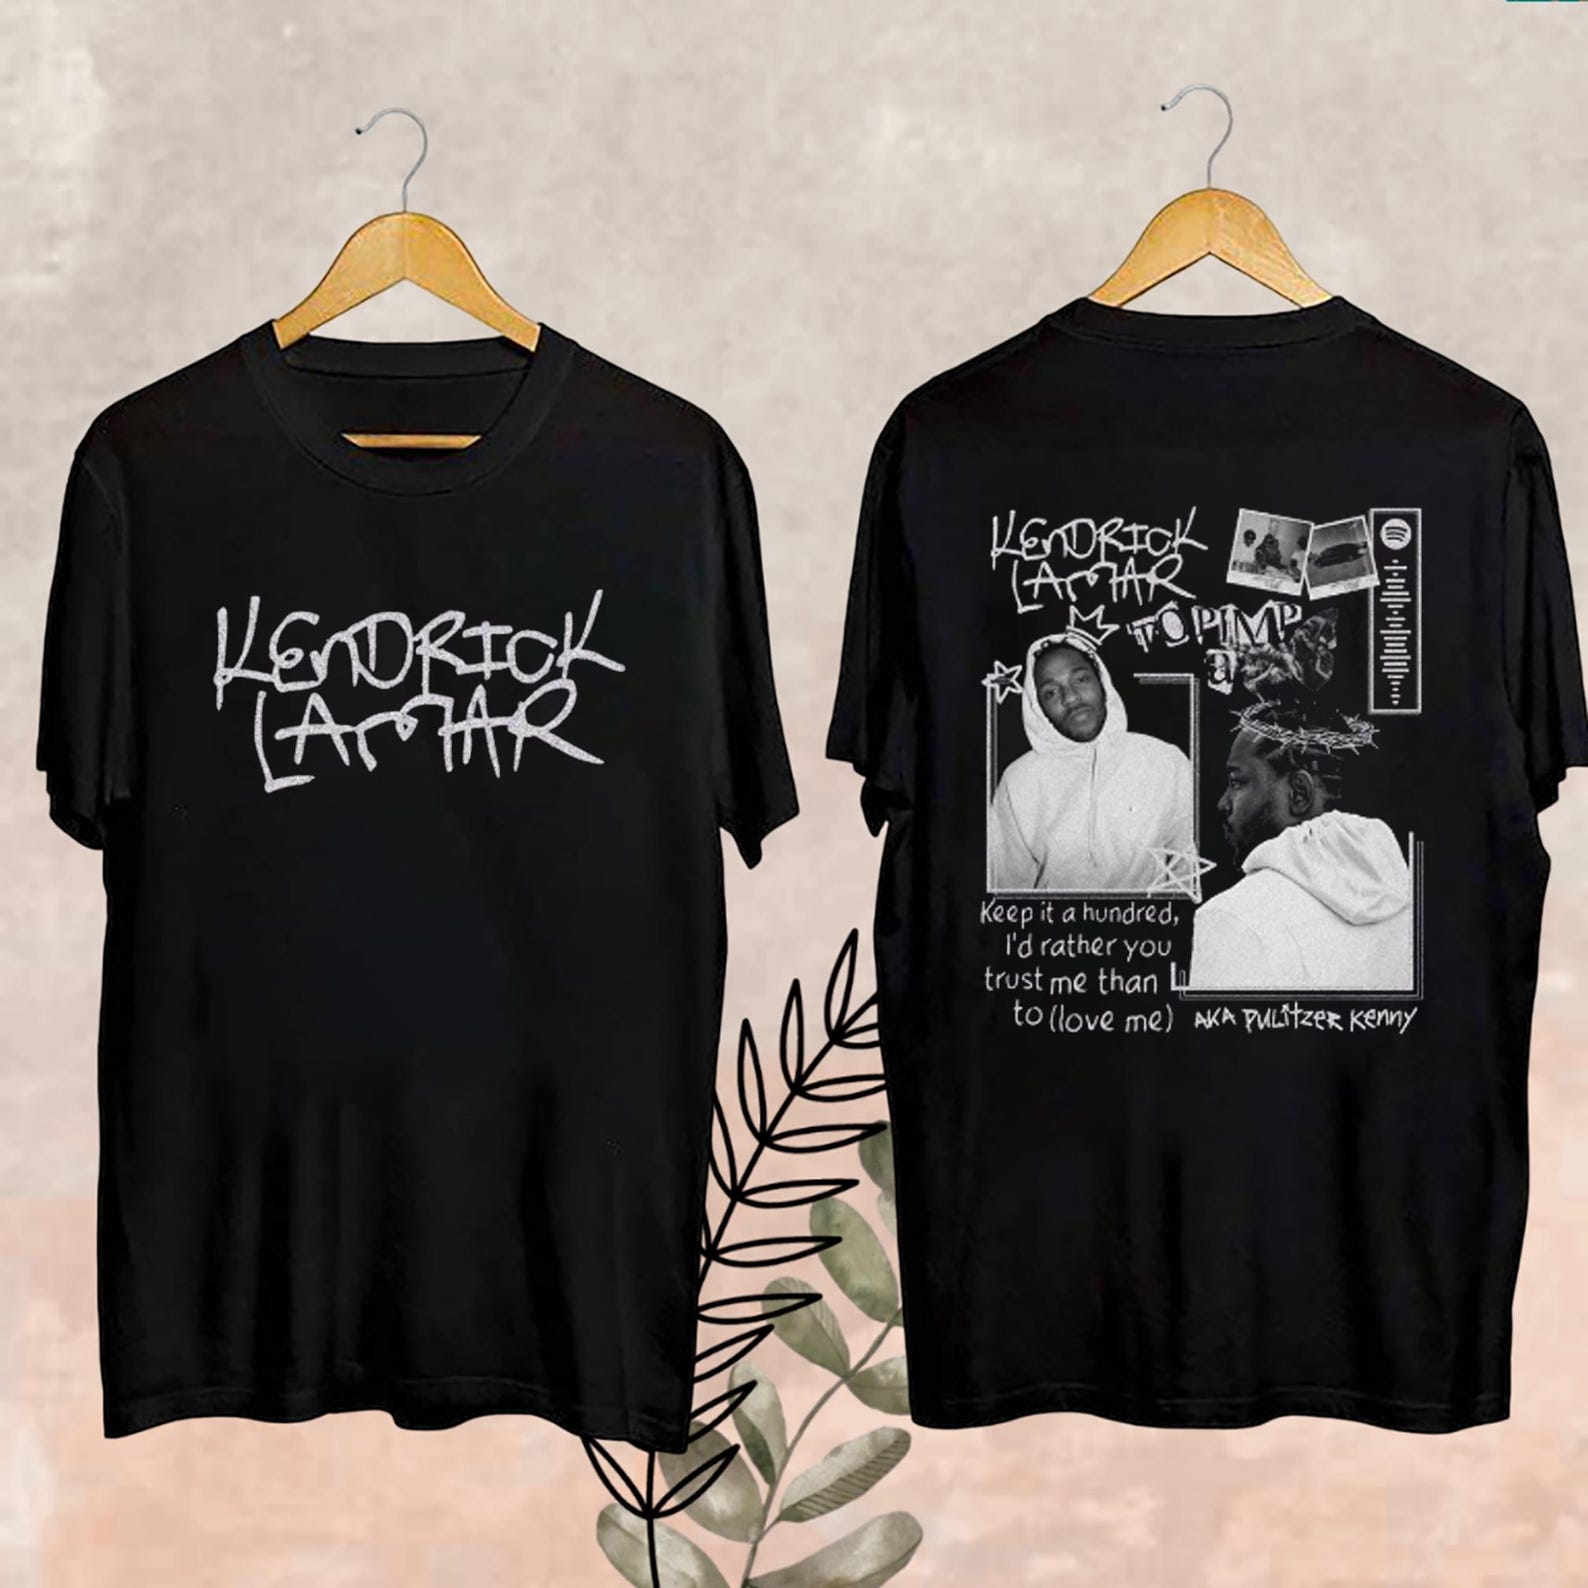 KENDRICK
LAMAR
KENDRICK
LAMAR
TO PIMP
a
Keep it a hundred,
I'd rather you
trust me than
to (love me)
AKA PULITZER KENNY